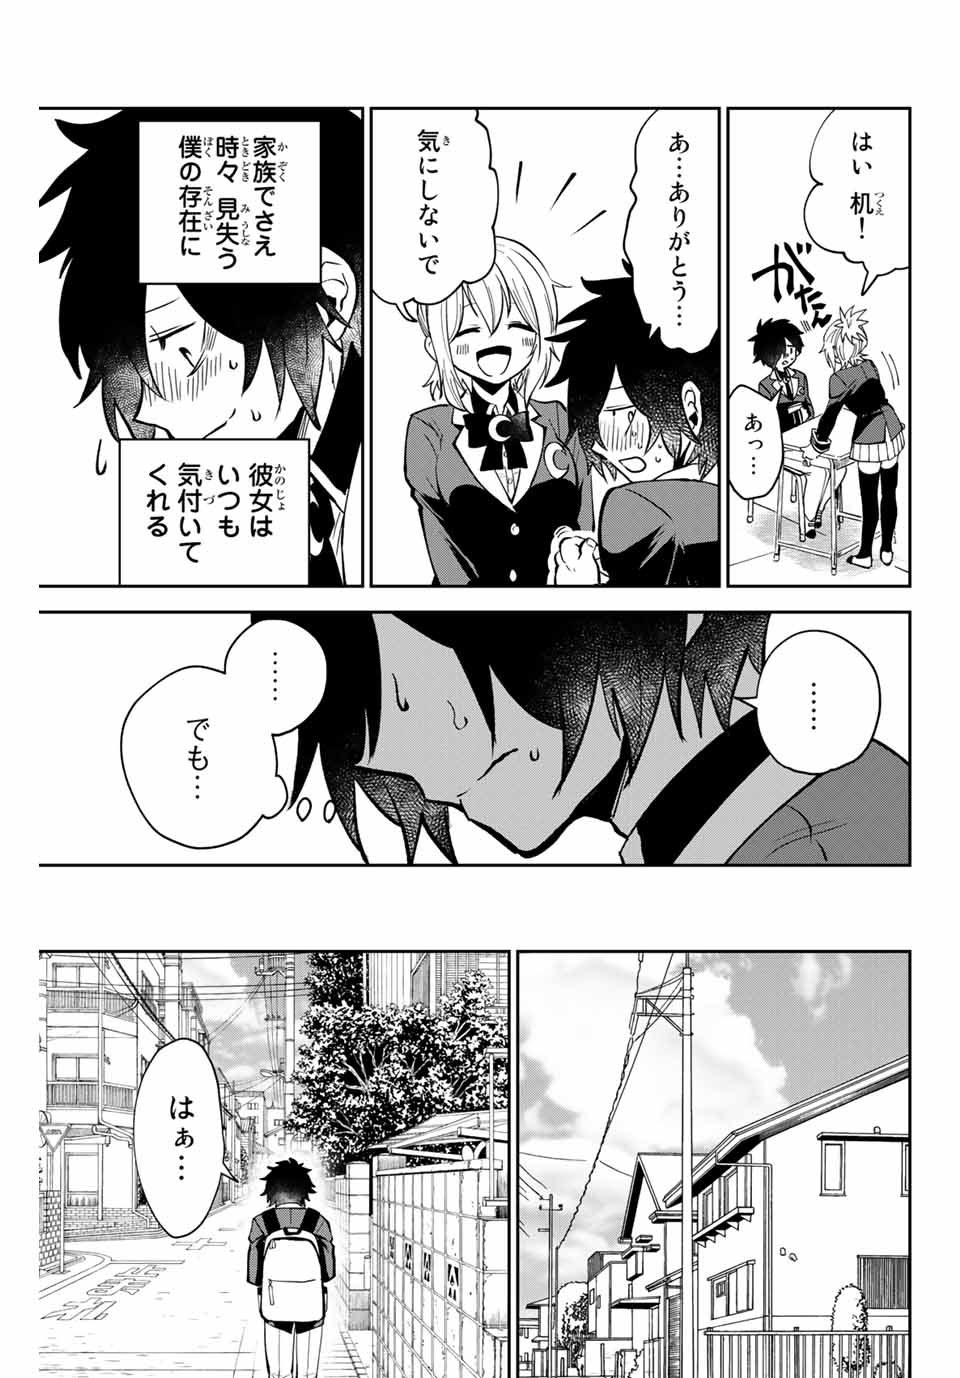 はい 机!
がたん
あっ…
あ…ありがとう…
気にしないで
家族でさえ
時々 見失う
僕の存在に
彼女は
いつも
気付いて
くれる
………
……
でも…
はぁ…